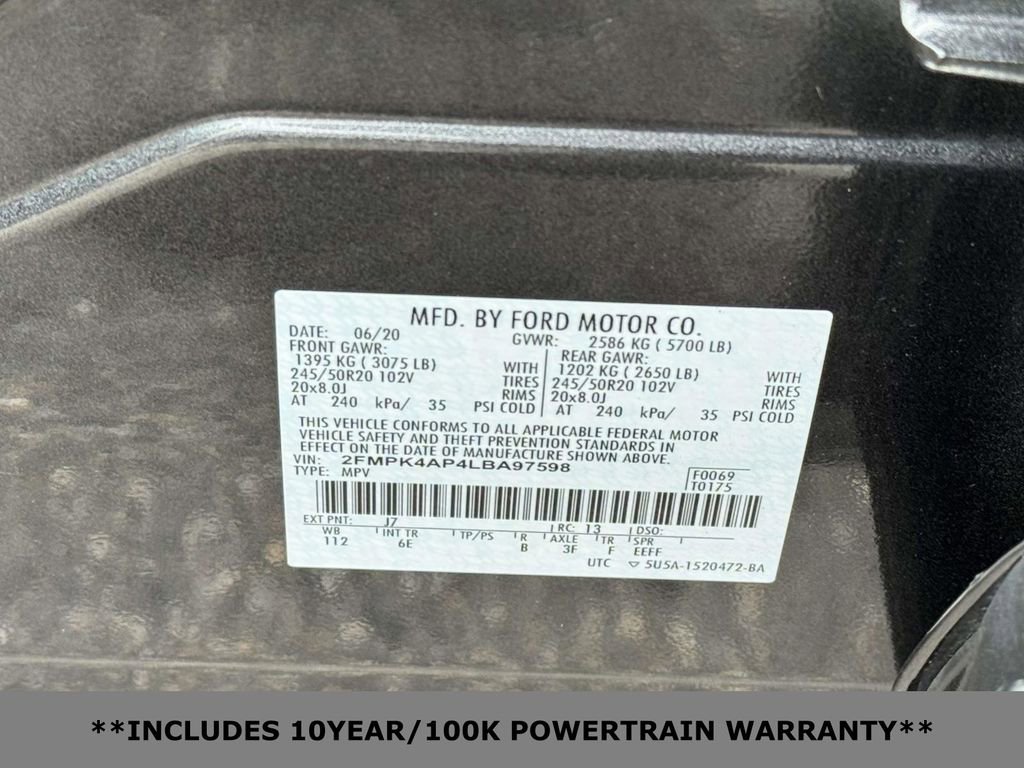 MFD. BY FORD MOTOR CO.
DATE: 06/20 GVWR: 2586 KG ( 5700 LB)
FRONT GAWR: REAR GAWR:
1395 KG ( 3075 LB) WITH 1202 KG ( 2650 LB) WITH
245/50R20 102V TIRES 245/50R20 102V TIRES
20x8.0J RIMS 20x8.0J RIMS
AT 240 kPa/ 35 PSI COLD AT 240 kPa/ 35 PSI COLD
THIS VEHICLE CONFORMS TO ALL APPLICABLE FEDERAL MOTOR
VEHICLE SAFETY AND THEFT PREVENTION STANDARDS IN
EFFECT ON THE DATE OF MANUFACTURE SHOWN ABOVE.
VIN: 2FMPK4AP4LBA97598 F0069
TYPE: MPV T0175
EXT PNT: J7 RC: 13 DSO:
WB INT TR TP/PS R AXLE TR SPR
112 6E B 3F F EEFF
UTC ▽ 5U5A-1520472-BA
**INCLUDES 10YEAR/100K POWERTRAIN WARRANTY**